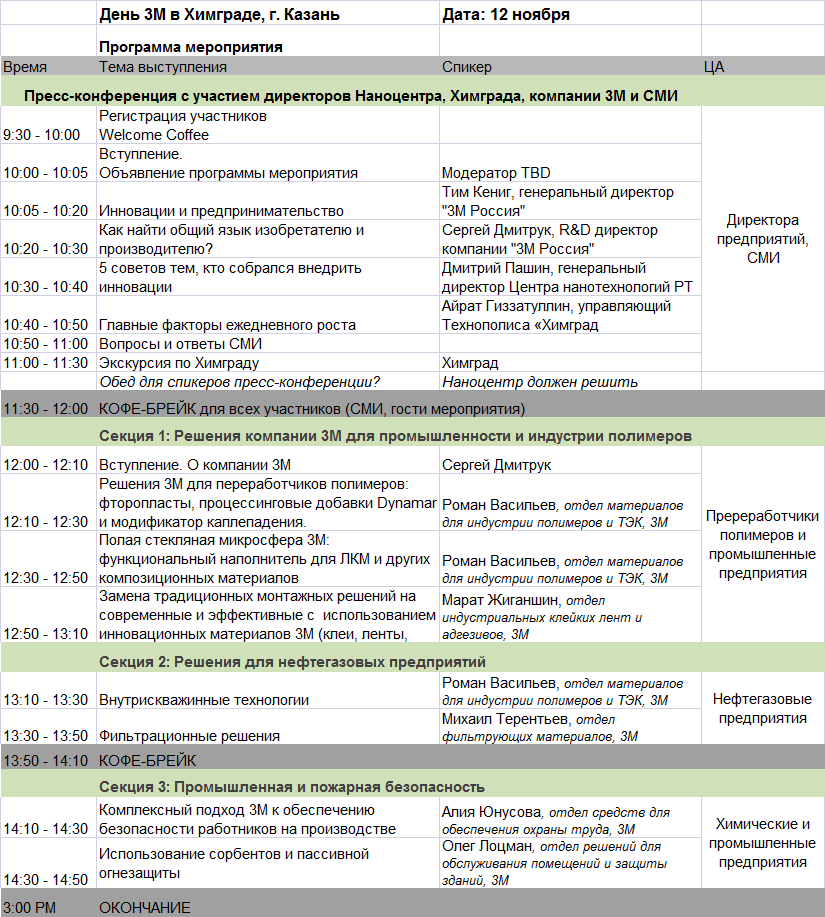 День 3М в Химграде, г. Казань
Дата: 12 ноября
Программа мероприятия
Время
Тема выступления
Спикер
ЦА
Пресс-конференция с участием директоров Наноцентра, Химграда, компании 3М и СМИ
Регистрация участников
9:30 - 10:00
Welcome Coffee
Вступление.
10:00 - 10:05
Объявление программы мероприятия
Модератор TBD
Тим Кениг, генеральный директор
10:05 - 10:20
Инновации и предпринимательство
"3М Россия"
Как найти общий язык изобретателю и
Сергей Дмитрук, R&D директор
10:20 - 10:30
производителю?
компании "3М Россия"
5 советов тем, кто собрался внедрить
Дмитрий Пашин, генеральный
10:30 - 10:40
инновации
директор Центра нанотехнологий РТ
Айрат Гиззатуллин, управляющий
10:40 - 10:50
Главные факторы ежедневного роста
Технополиса «Химград
10:50 - 11:00
Вопросы и ответы СМИ
11:00 - 11:30
Экскурсия по Химграду
Химград
Директора
предприятий,
СМИ
Обед для спикеров пресс-конференции?
Наноцентр должен решить
11:30 - 12:00
КОФЕ-БРЕЙК для всех участников (СМИ, гости мероприятия)
Секция 1: Решения компании 3М для промышленности и индустрии полимеров
12:00 - 12:10
Вступление. О компании 3М
Сергей Дмитрук
Решения 3М для переработчиков полимеров:
фторопласты, процессинговые добавки Dynamar
12:10 - 12:30
и модификатор каплепадения.
Роман Васильев, отдел материалов
для индустрии полимеров и ТЭК, 3М
Полая стекляная микросфера 3М:
функциональный наполнитель для ЛКМ и других
12:30 - 12:50
композиционных материалов
Роман Васильев, отдел материалов
для индустрии полимеров и ТЭК, 3М
Замена традиционных монтажных решений на
современные и эффективные с использованием
12:50 - 13:10
инновационных материалов 3М (клеи, ленты,
Марат Жиганшин, отдел
индустриальных клейких лент и
адгезивов, 3М
Пререработчики
полимеров и
промышленные
предприятия
Секция 2: Решения для нефтегазовых предприятий
Роман Васильев, отдел материалов
13:10 - 13:30
Внутрискважинные технологии
для индустрии полимеров и ТЭК, 3М
Михаил Терентьев, отдел
13:30 - 13:50
Фильтрационные решения
фильтрующих материалов, 3М
Нефтегазовые
предприятия
13:50 - 14:10
КОФЕ-БРЕЙК
Секция 3: Промышленная и пожарная безопасность
Комплексный подход 3М к обеспечению
14:10 - 14:30
безопасности работников на производстве
Алия Юнусова, отдел средств для
обеспечения охраны труда, 3М
Использование сорбентов и пассивной
14:30 - 14:50
огнезащиты
Олег Лоцман, отдел решений для
обслуживания помещений и защиты
зданий, 3М
Химические и
промышленные
предприятия
3:00 PM
ОКОНЧАНИЕ